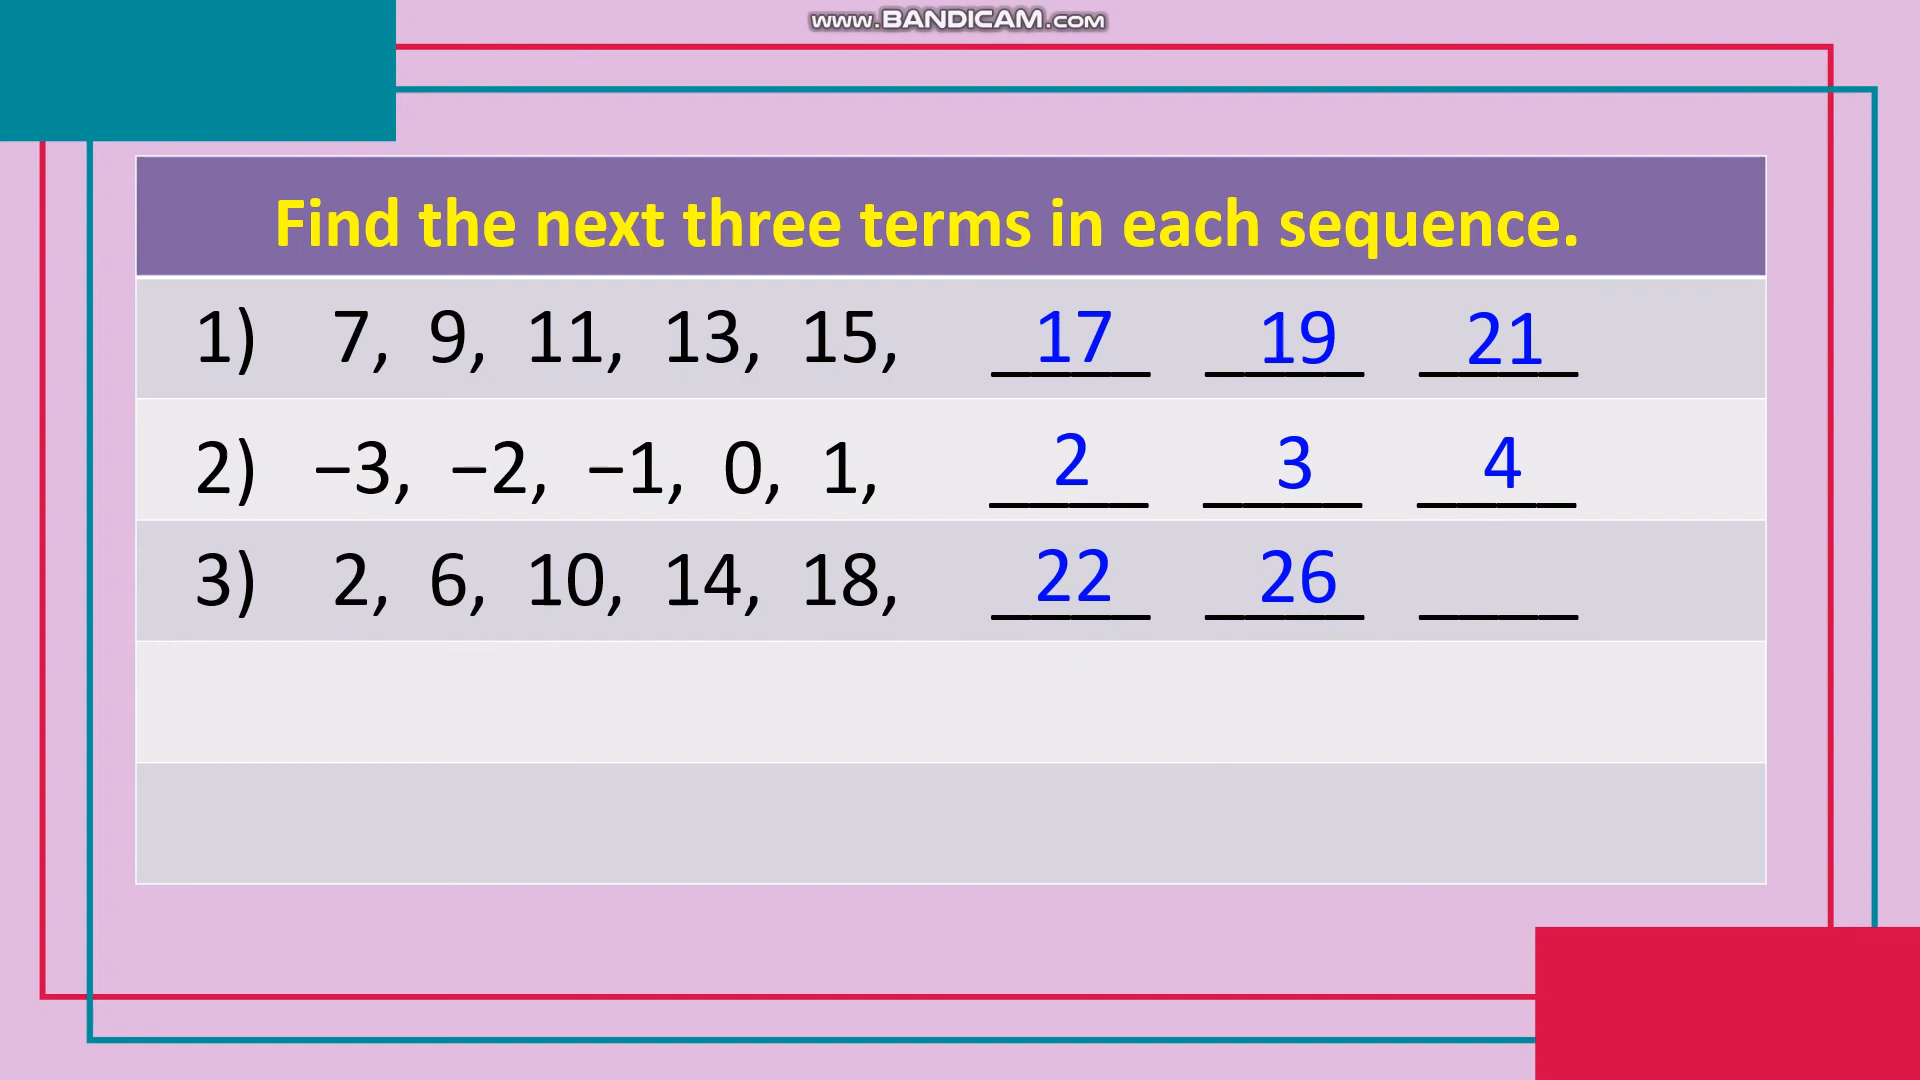 www.BANDICAM.com
Find the next three terms in each sequence.
1) 7, 9, 11, 13, 15, 17 19 21
2) −3, −2, −1, 0, 1, 2 3 4
3) 2, 6, 10, 14, 18, 22 26 ____